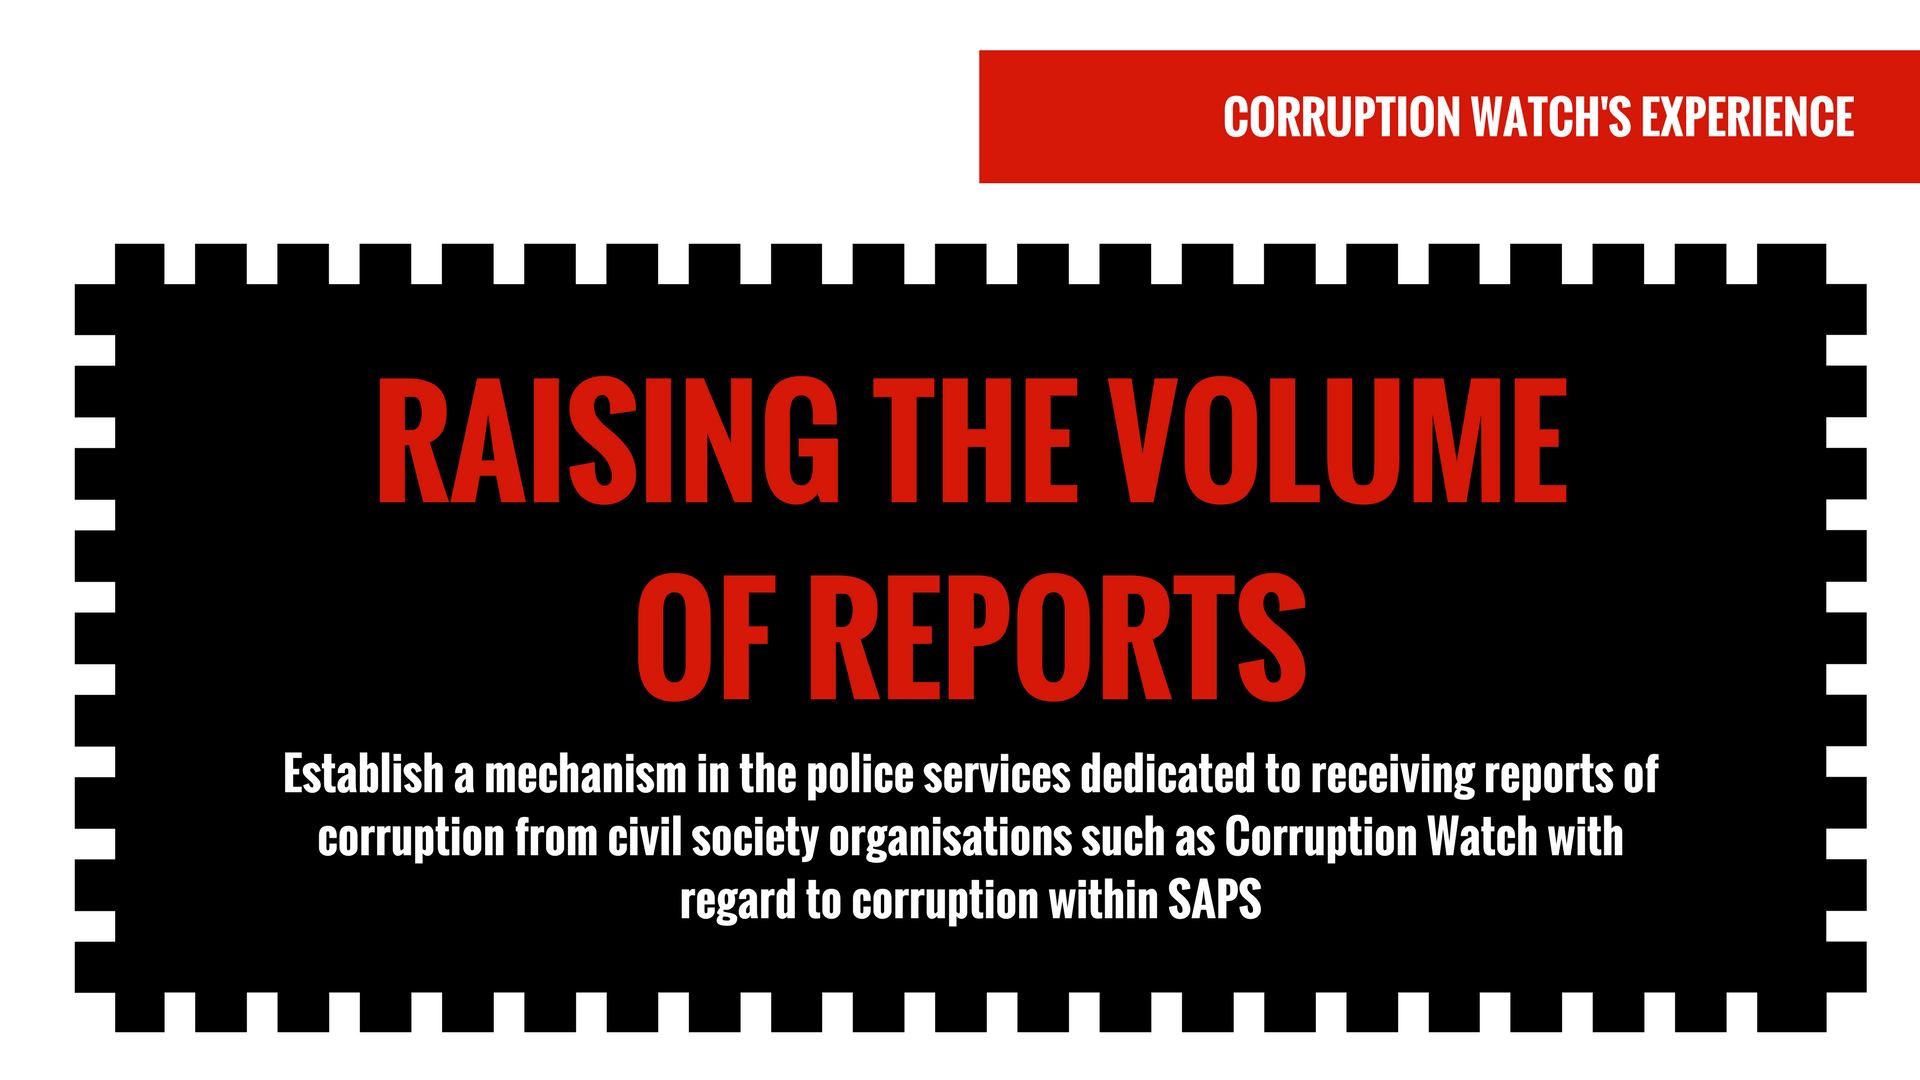 CORRUPTION WATCH'S EXPERIENCE
RAISING THE VOLUME
OF REPORTS
Establish a mechanism in the police services dedicated to receiving reports of
corruption from civil society organisations such as Corruption Watch with
regard to corruption within SAPS